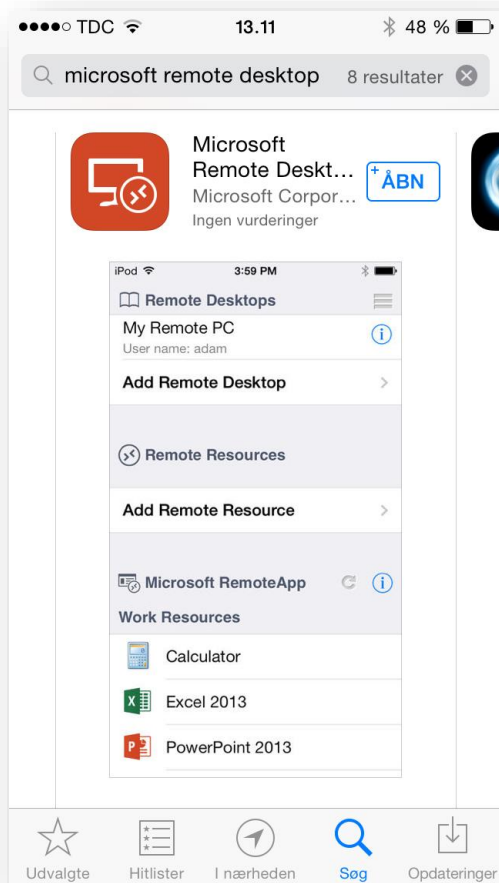 TDC 13.11 48 %
microsoft remote desktop 8 resultater
Microsoft
Remote Deskt...
Microsoft Corpor...
Ingen vurderinger
+ ÅBN
iPod 3:59 PM
Remote Desktops
My Remote PC
User name: adam
Add Remote Desktop
Remote Resources
Add Remote Resource
Microsoft RemoteApp
Work Resources
Calculator
Excel 2013
PowerPoint 2013
Udvalgte Hitlister I nærheden Søg Opdateringer